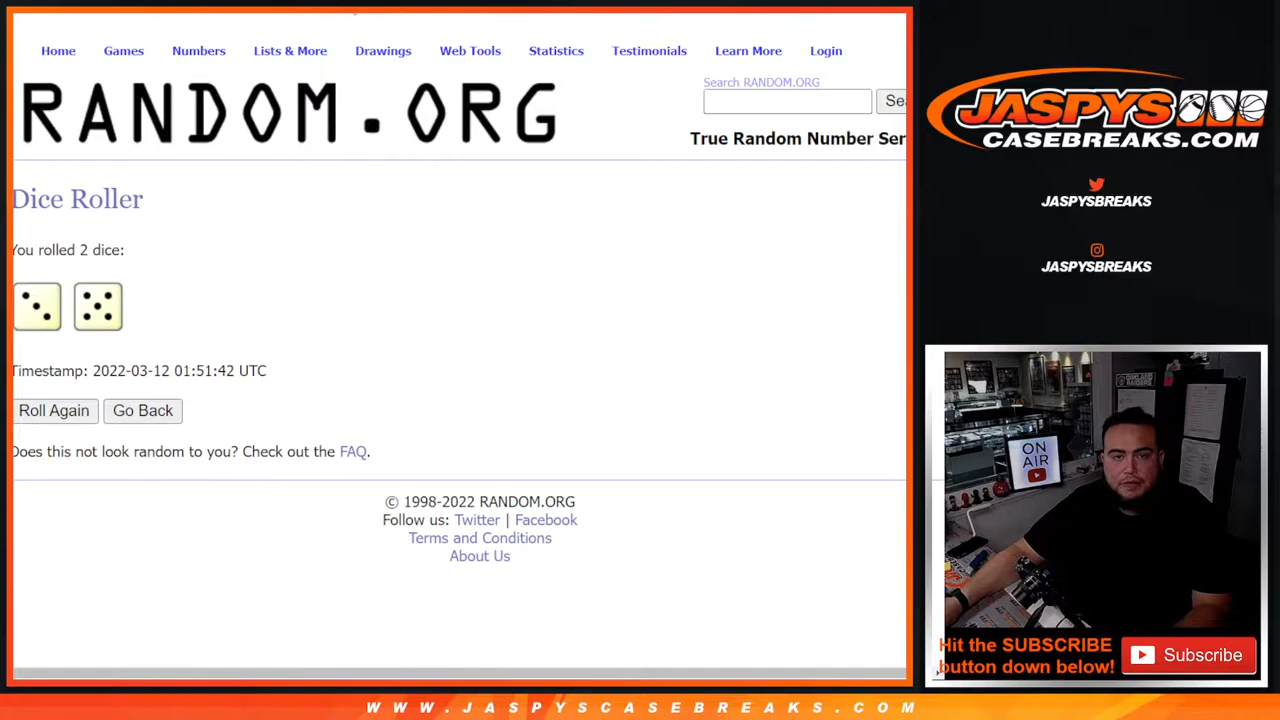 Home Games Numbers Lists & More Drawings Web Tools Statistics Testimonials Learn More Login
RANDOM.ORG
Search RANDOM.ORG
True Random Number Ser
Dice Roller
You rolled 2 dice:
Timestamp: 2022-03-12 01:51:42 UTC
Roll Again Go Back
Does this not look random to you? Check out the FAQ.
© 1998-2022 RANDOM.ORG
Follow us: Twitter | Facebook
Terms and Conditions
About Us
JASPYS
CASEBREAKS.COM
JASPYSBREAKS
JASPYSBREAKS
OAKLAND
RAIDERS
ON
AIR
Hit the SUBSCRIBE
button down below!
Subscribe
WWW.JASPYSCASEBREAKS.COM